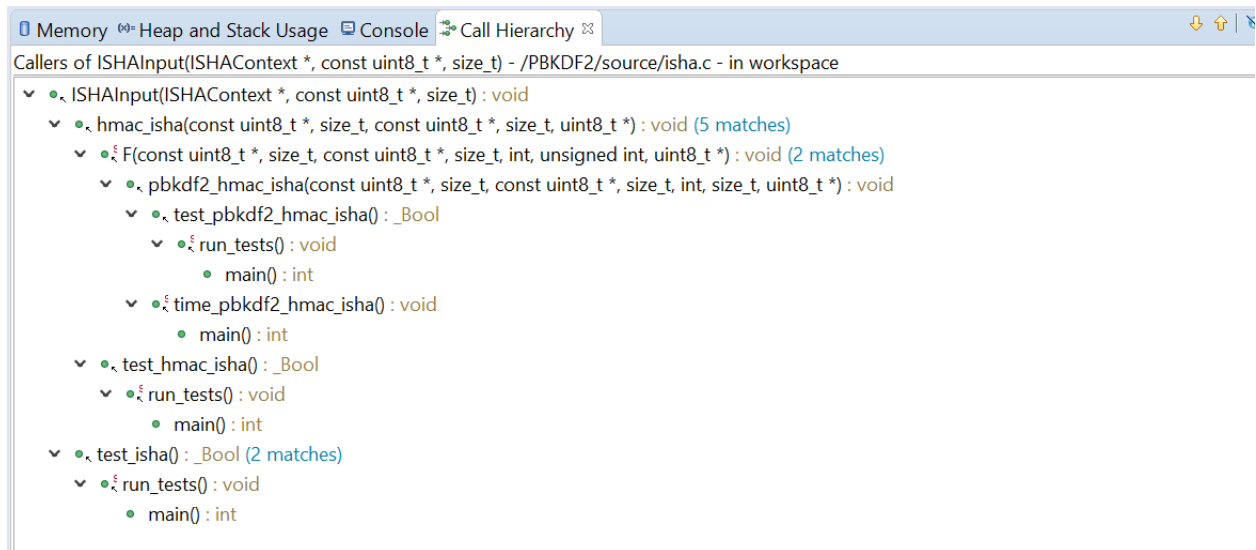 Memory Heap and Stack Usage Console Call Hierarchy
Callers of ISHAInput(ISHAContext *, const uint8_t *, size_t) - /PBKDF2/source/isha.c - in workspace
ISHAInput(ISHAContext *, const uint8_t *, size_t) : void
hmac_isha(const uint8_t *, size_t, const uint8_t *, size_t, uint8_t *) : void (5 matches)
F(const uint8_t *, size_t, const uint8_t *, size_t, int, unsigned int, uint8_t *) : void (2 matches)
pbkdf2_hmac_isha(const uint8_t *, size_t, const uint8_t *, size_t, int, size_t, uint8_t *) : void
test_pbkdf2_hmac_isha() : _Bool
run_tests() : void
main() : int
time_pbkdf2_hmac_isha() : void
main() : int
test_hmac_isha() : _Bool
run_tests() : void
main() : int
test_isha() : _Bool (2 matches)
run_tests() : void
main() : int